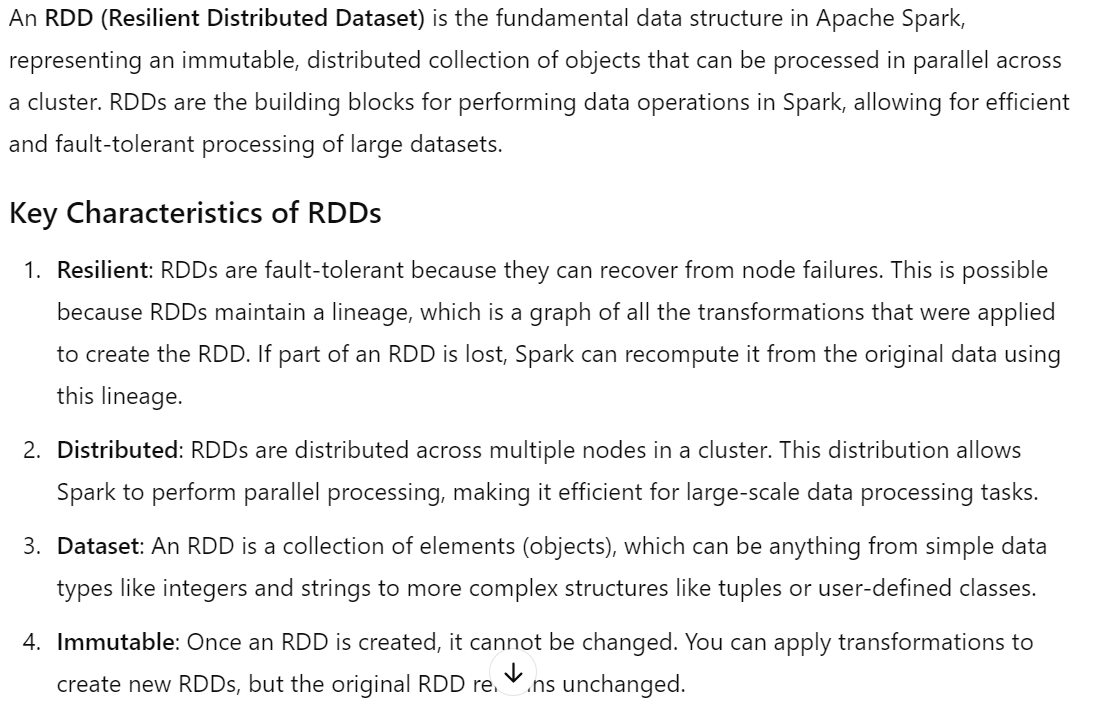 An RDD (Resilient Distributed Dataset) is the fundamental data structure in Apache Spark,
representing an immutable, distributed collection of objects that can be processed in parallel across
a cluster. RDDs are the building blocks for performing data operations in Spark, allowing for efficient
and fault-tolerant processing of large datasets.
Key Characteristics of RDDs
1. Resilient: RDDs are fault-tolerant because they can recover from node failures. This is possible
because RDDs maintain a lineage, which is a graph of all the transformations that were applied
to create the RDD. If part of an RDD is lost, Spark can recompute it from the original data using
this lineage.
2. Distributed: RDDs are distributed across multiple nodes in a cluster. This distribution allows
Spark to perform parallel processing, making it efficient for large-scale data processing tasks.
3. Dataset: An RDD is a collection of elements (objects), which can be anything from simple data
types like integers and strings to more complex structures like tuples or user-defined classes.
4. Immutable: Once an RDD is created, it cannot be changed. You can apply transformations to
create new RDDs, but the original RDD unchanged.